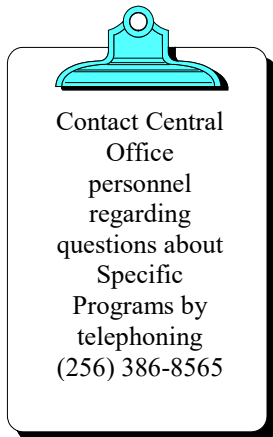 Contact Central
Office
personnel
regarding
questions about
Specific
Programs by
telephoning
(256) 386-8565